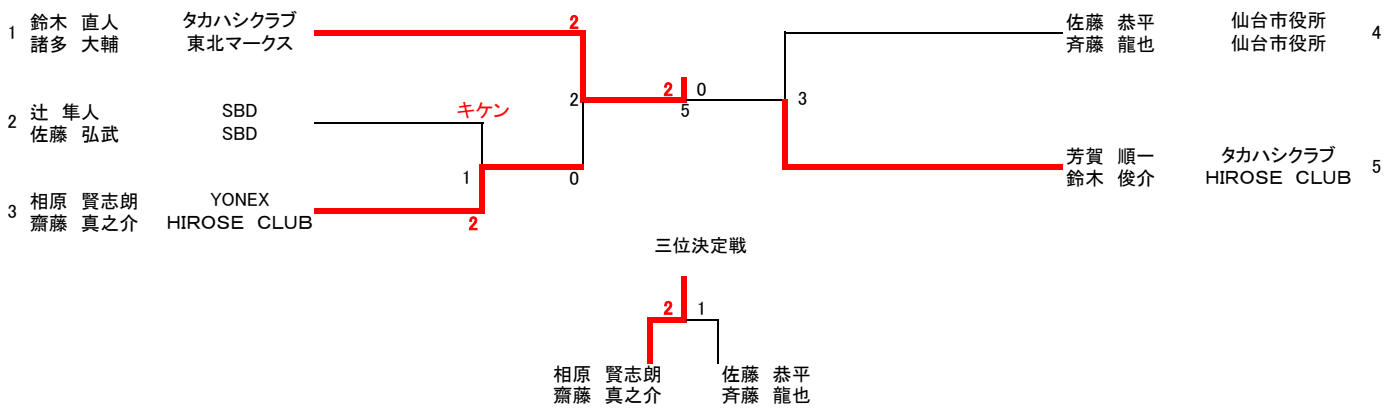 1 鈴木 直人 タカハシクラブ
諸多 大輔 東北マークス
2
2 辻 隼人 SBD
佐藤 弘武 SBD
キケン
3 相原 賢志朗 YONEX
齋藤 真之介 HIROSE CLUB
1
2
2
0
2 0
5
3
佐藤 恭平 仙台市役所 4
斉藤 龍也 仙台市役所
芳賀 順一 タカハシクラブ 5
鈴木 俊介 HIROSE CLUB
三位決定戦
2 1
相原 賢志朗 佐藤 恭平
齋藤 真之介 斉藤 龍也